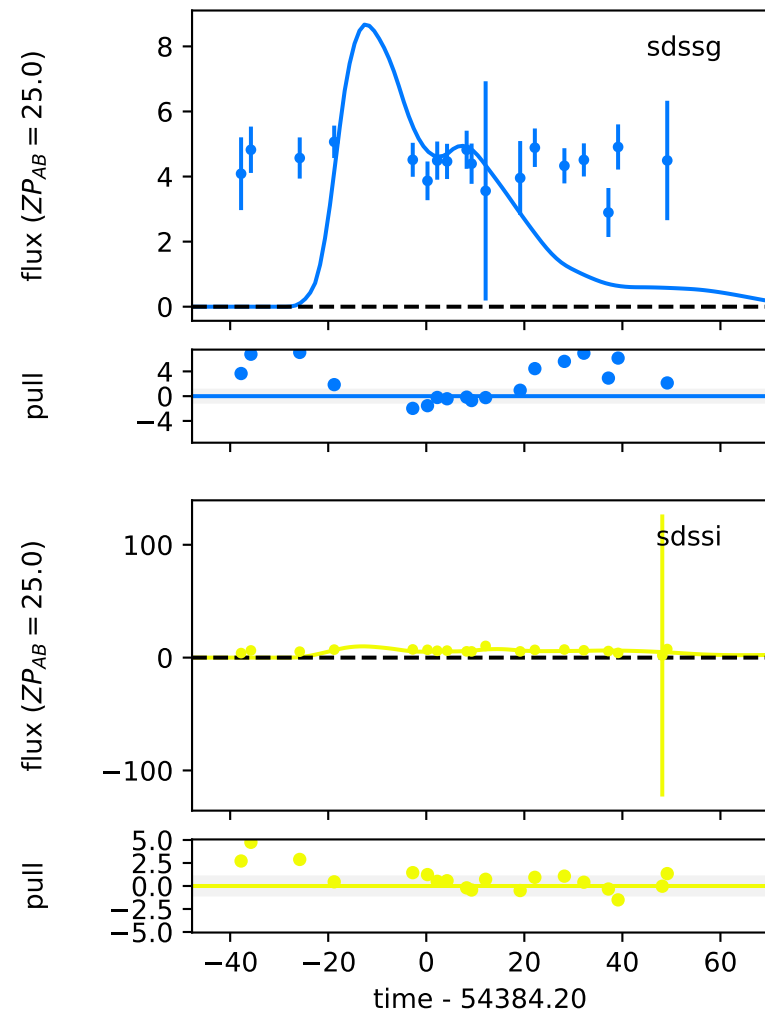 sdssg
flux (ZP_AB = 25.0)
8
6
4
2
0
pull
4
0
−4
sdssi
flux (ZP_AB = 25.0)
100
0
−100
pull
5.0
2.5
0.0
−2.5
−5.0
−40 −20 0 20 40 60
time - 54384.20